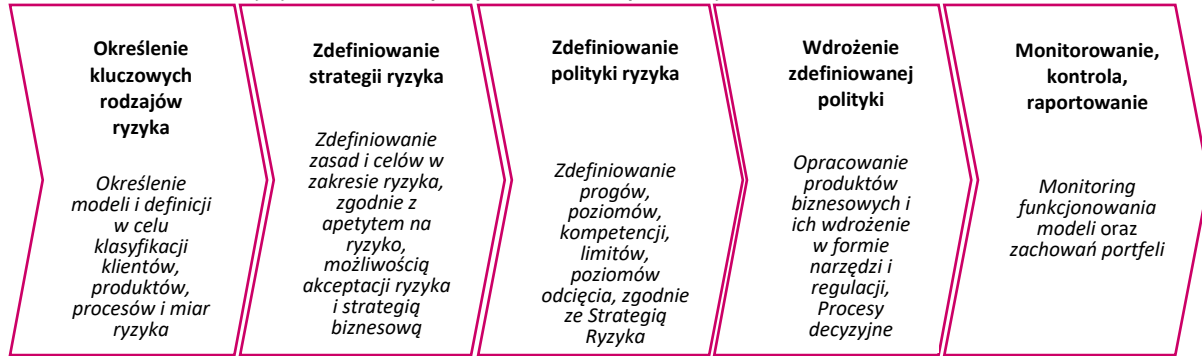 Określenie
kluczowych
rodzajów
ryzyka
Określenie
modeli i definicji
w celu
klasyfikacji
klientów,
produktów,
procesów i miar
ryzyka
Zdefiniowanie
strategii ryzyka
Zdefiniowanie
zasad i celów w
zakresie ryzyka,
zgodnie z
apetytem na
ryzyko,
możliwością
akceptacji ryzyka
i strategią
biznesową
Zdefiniowanie
polityki ryzyka
Zdefiniowanie
progów,
poziomów,
kompetencji,
limitów,
poziomów
odcięcia, zgodnie
ze Strategią
Ryzyka
Wdrożenie
zdefiniowanej
polityki
Opracowanie
produktów
biznesowych i
ich wdrożenie
w formie
narzędzi i
regulacji,
Procesy
decyzyjne
Monitorowanie,
kontrola,
raportowanie
Monitoring
funkcjonowania
modeli oraz
zachowań portfeli